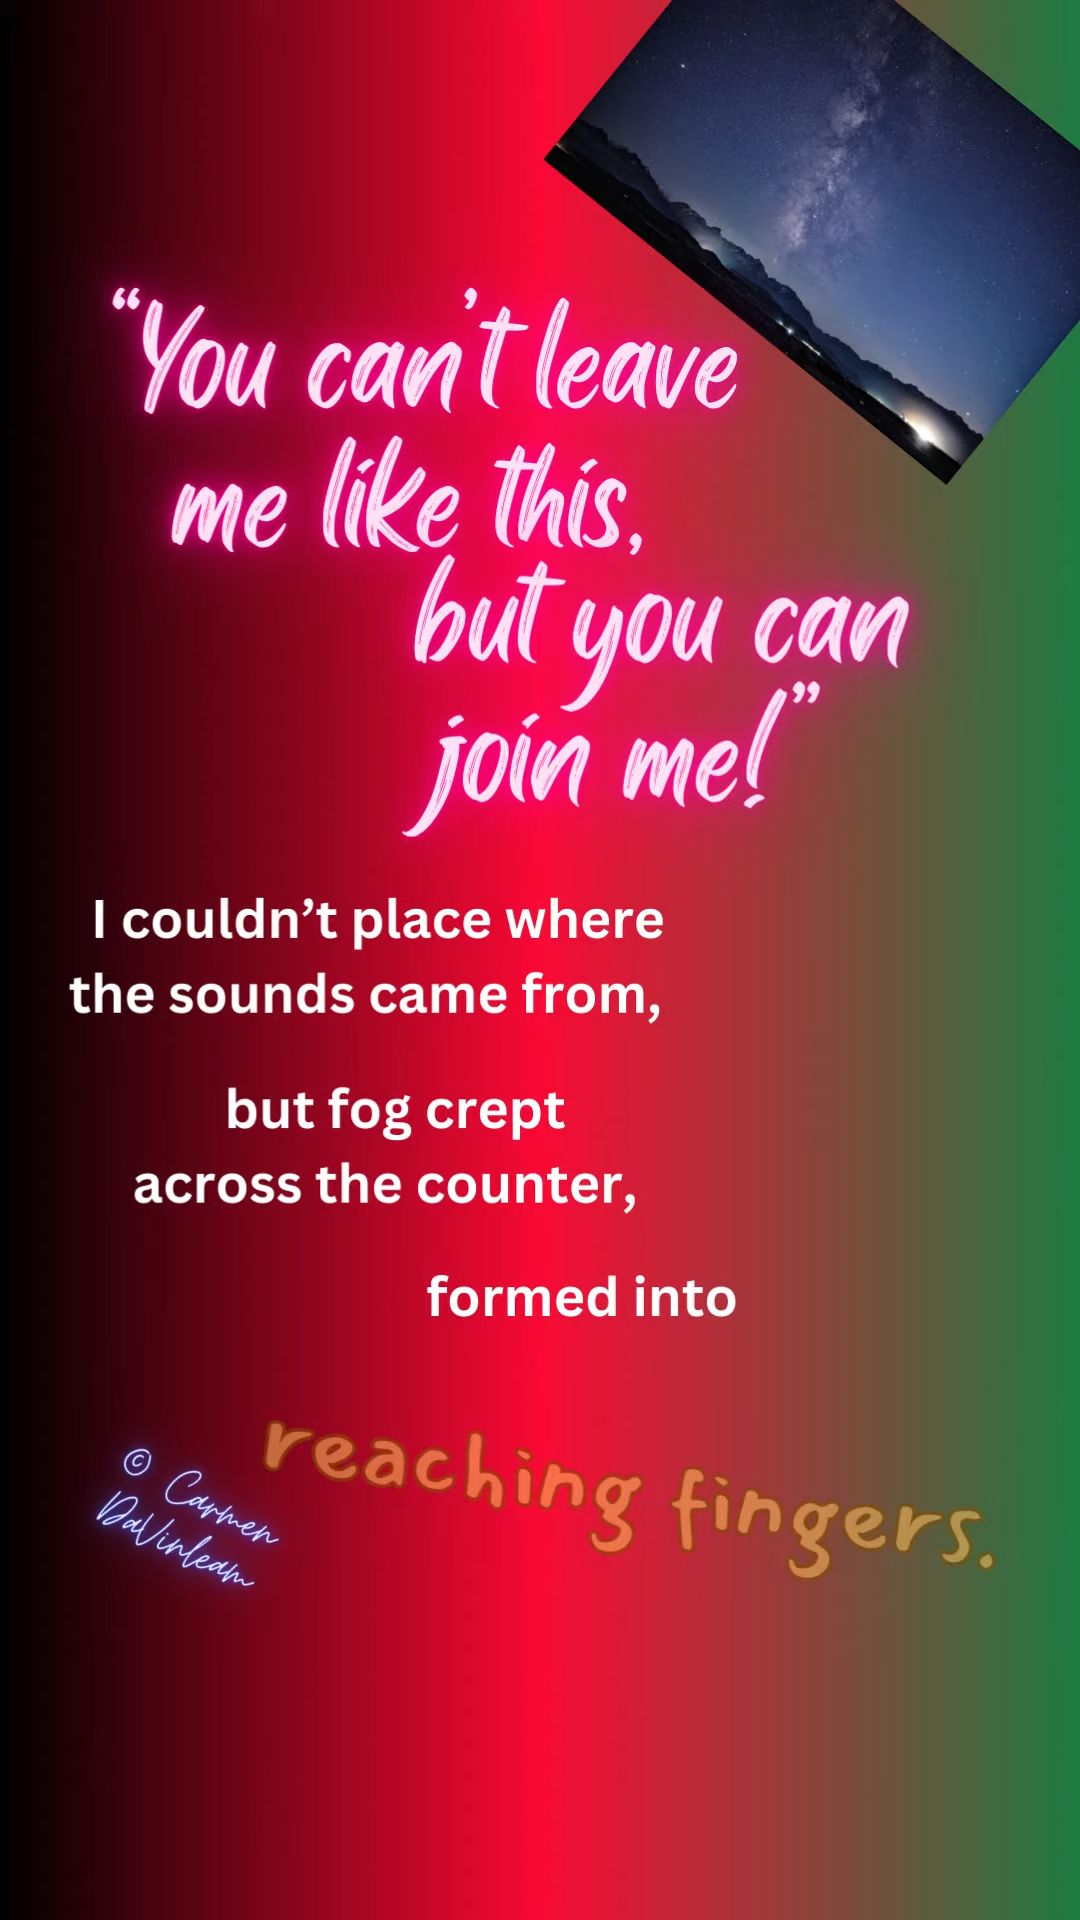 “You can’t leave
me like this,
but you can
join me!”
I couldn’t place where
the sounds came from,
but fog crept
across the counter,
formed into
reaching fingers.
© Carmen
DaVinleam